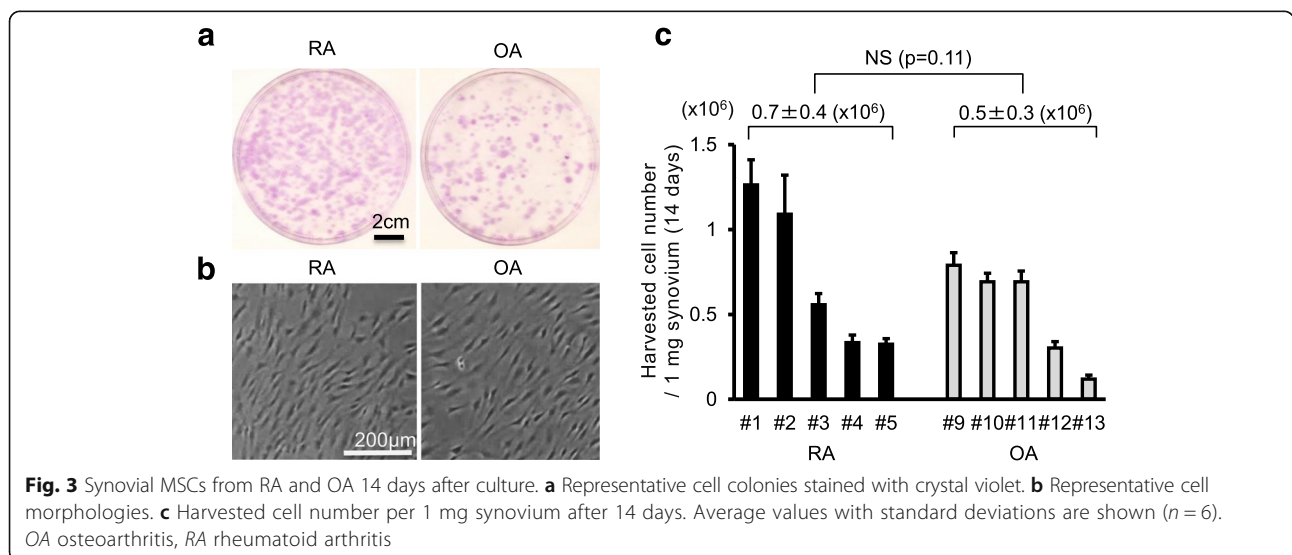 a
RA
OA
2cm
b
RA
OA
200µm
c
NS (p=0.11)
(x10⁶)
0.7±0.4 (x10⁶)
0.5±0.3 (x10⁶)
Harvested cell number
/ 1 mg synovium (14 days)
1.5
1
0.5
0
#1 #2 #3 #4 #5 #9 #10 #11 #12 #13
RA OA
Fig. 3 Synovial MSCs from RA and OA 14 days after culture. a Representative cell colonies stained with crystal violet. b Representative cell
morphologies. c Harvested cell number per 1 mg synovium after 14 days. Average values with standard deviations are shown (n = 6).
OA osteoarthritis, RA rheumatoid arthritis